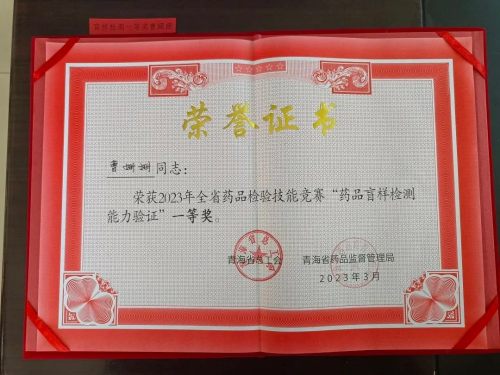 荣誉证书
曹姗姗同志：
荣获2023年全省药品检验技能竞赛“药品盲样检测
能力验证”一等奖。
青海省总工会 青海省药品监督管理局
2023年3月